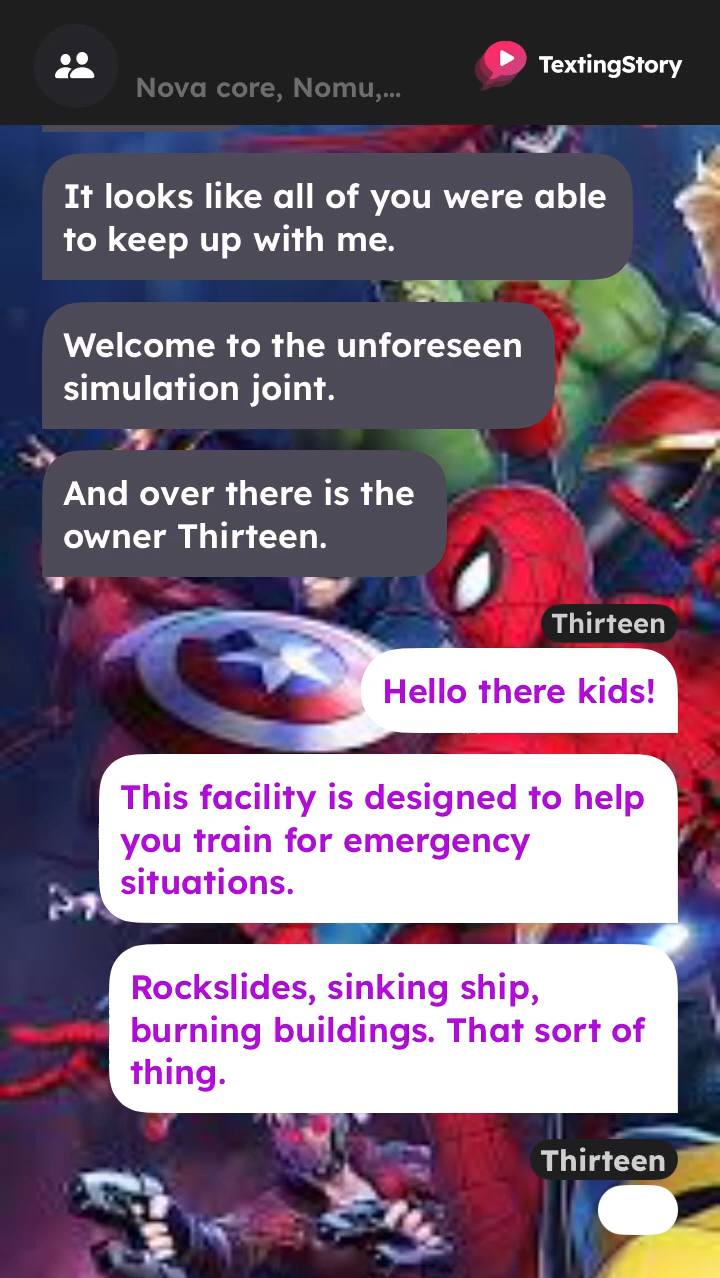 Nova core, Nomu,...
TextingStory
It looks like all of you were able
to keep up with me.
Welcome to the unforeseen
simulation joint.
And over there is the
owner Thirteen.
Thirteen
Hello there kids!
This facility is designed to help
you train for emergency
situations.
Rockslides, sinking ship,
burning buildings. That sort of
thing.
Thirteen